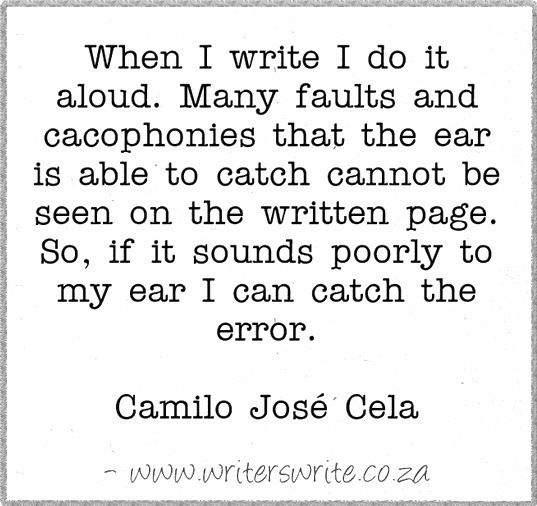 When I write I do it
aloud. Many faults and
cacophonies that the ear
is able to catch cannot be
seen on the written page.
So, if it sounds poorly to
my ear I can catch the
error.
Camilo José Cela
- www.writerswrite.co.za